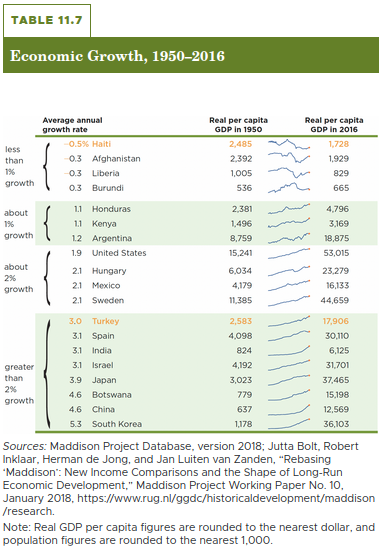 TABLE 11.7
Economic Growth, 1950–2016
Average annual growth rate Real per capita GDP in 1950 Real per capita GDP in 2016
less than 1% growth
−0.5% Haiti 2,485 1,728
−0.3 Afghanistan 2,392 1,929
−0.3 Liberia 1,005 829
0.3 Burundi 536 665
about 1% growth
1.1 Honduras 2,381 4,796
1.1 Kenya 1,496 3,169
1.2 Argentina 8,759 18,875
about 2% growth
1.9 United States 15,241 53,015
2.1 Hungary 6,034 23,279
2.1 Mexico 4,179 16,133
2.1 Sweden 11,385 44,659
greater than 2% growth
3.0 Turkey 2,583 17,906
3.1 Spain 4,098 30,110
3.1 India 824 6,125
3.1 Israel 4,192 31,701
3.9 Japan 3,023 37,465
4.6 Botswana 779 15,198
4.6 China 637 12,569
5.3 South Korea 1,178 36,103
Sources: Maddison Project Database, version 2018; Jutta Bolt, Robert
Inklaar, Herman de Jong, and Jan Luiten van Zanden, “Rebasing
‘Maddison’: New Income Comparisons and the Shape of Long-Run
Economic Development,” Maddison Project Working Paper No. 10,
January 2018, https://www.rug.nl/ggdc/historicaldevelopment/maddison
/research.
Note: Real GDP per capita figures are rounded to the nearest dollar, and
population figures are rounded to the nearest 1,000.